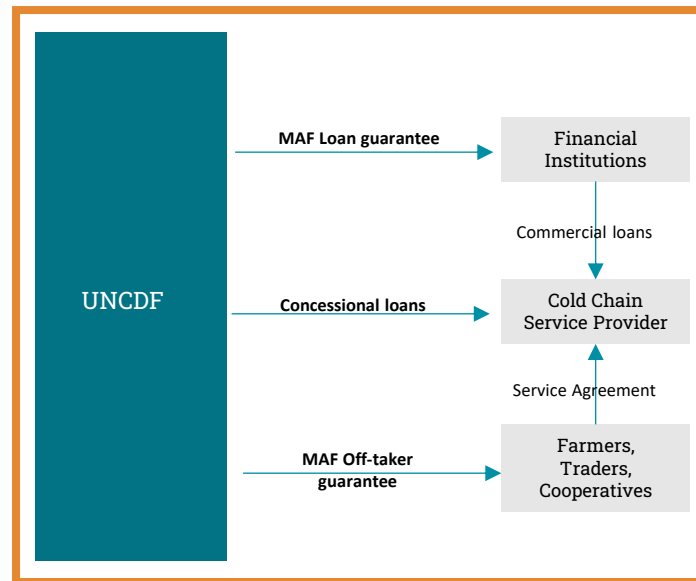 MAF Loan guarantee
Financial
Institutions
Commercial loans
UNCDF
Concessional loans
Cold Chain
Service Provider
Service Agreement
MAF Off-taker
guarantee
Farmers,
Traders,
Cooperatives